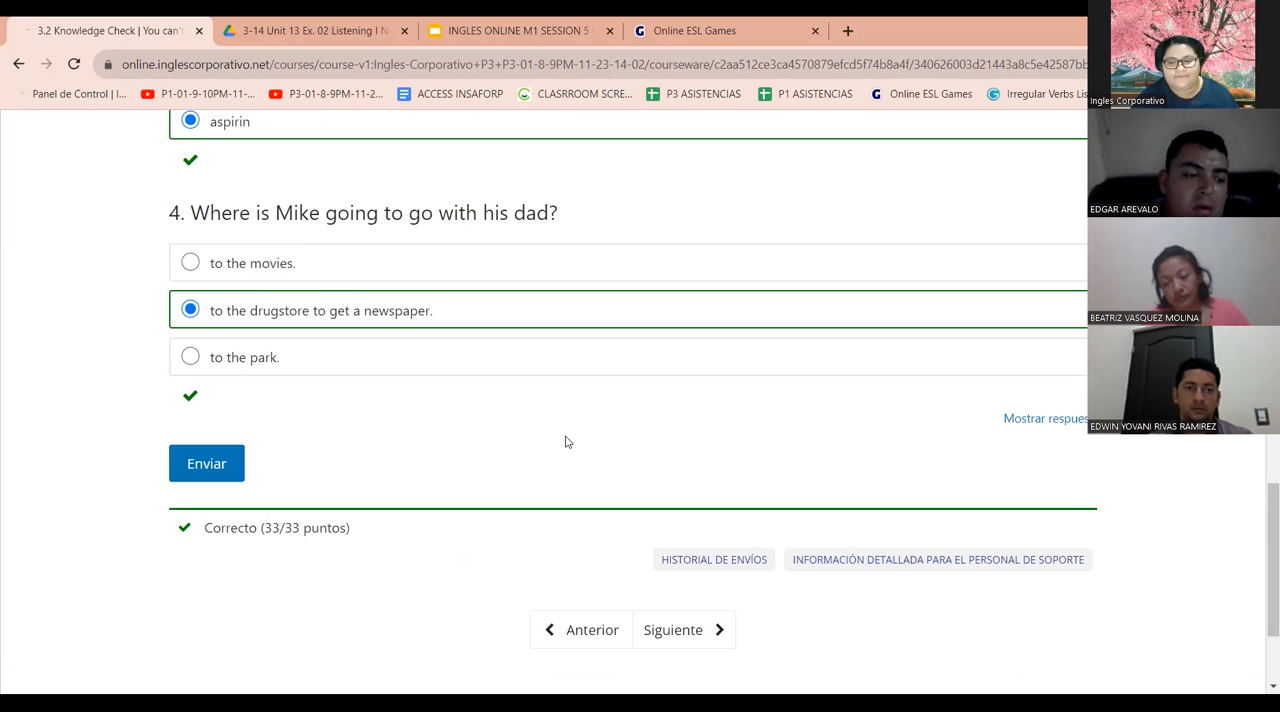 3.2 Knowledge Check | You can'
3-14 Unit 13 Ex. 02 Listening I N
INGLES ONLINE M1 SESSION 5
Online ESL Games
online.inglescorporativo.net/courses/course-v1:Ingles-Corporativo+P3+P3-01-8-9PM-11-23-14-02/courseware/c2aa512ce3ca4570879efcd5f74b8a4f/340626003d21443a8c5e42587bb
Panel de Control | I...
P1-01-9-10PM-11-...
P3-01-8-9PM-11-2...
ACCESS INSAFORP
CLASRROOM SCRE...
P3 ASISTENCIAS
P1 ASISTENCIAS
Online ESL Games
Irregular Verbs Lis
Ingles Corporativo
aspirin
4. Where is Mike going to go with his dad?
EDGAR AREVALO
to the movies.
to the drugstore to get a newspaper.
BEATRIZ VASQUEZ MOLINA
to the park.
Mostrar respues
EDWIN YOVANI RIVAS RAMIREZ
Enviar
Correcto (33/33 puntos)
HISTORIAL DE ENVÍOS
INFORMACIÓN DETALLADA PARA EL PERSONAL DE SOPORTE
Anterior
Siguiente